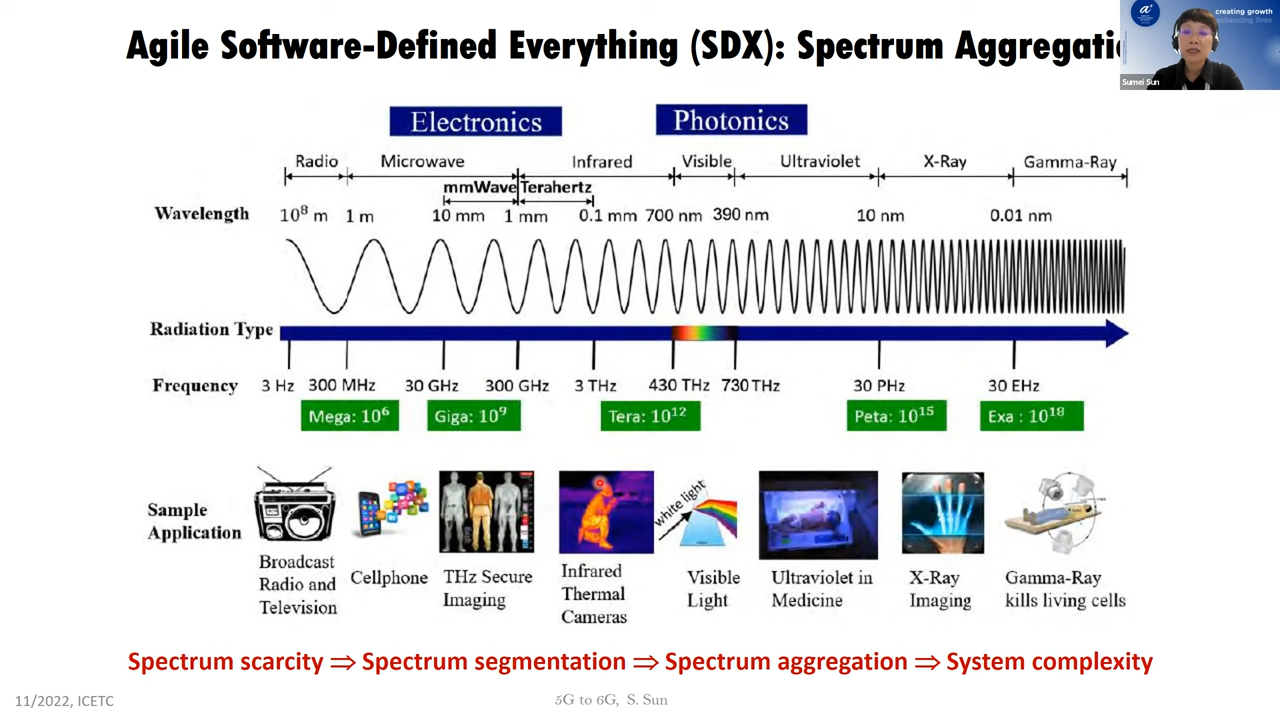 Agile Software-Defined Everything (SDX): Spectrum Aggregati
creating growth
enhancing lives
Sumei Sun
Electronics
Photonics
Radio Microwave Infrared Visible Ultraviolet X-Ray Gamma-Ray
mmWave Terahertz
Wavelength 10⁸ m 1 m 10 mm 1 mm 0.1 mm 700 nm 390 nm 10 nm 0.01 nm
Radiation Type
Frequency 3 Hz 300 MHz 30 GHz 300 GHz 3 THz 430 THz 730 THz 30 PHz 30 EHz
Mega: 10⁶ Giga: 10⁹ Tera: 10¹² Peta: 10¹⁵ Exa : 10¹⁸
white light
Sample
Application
Broadcast
Radio and
Television
Cellphone
THz Secure
Imaging
Infrared
Thermal
Cameras
Visible
Light
Ultraviolet in
Medicine
X-Ray
Imaging
Gamma-Ray
kills living cells
Spectrum scarcity ⇒ Spectrum segmentation ⇒ Spectrum aggregation ⇒ System complexity
11/2022, ICETC
5G to 6G, S. Sun